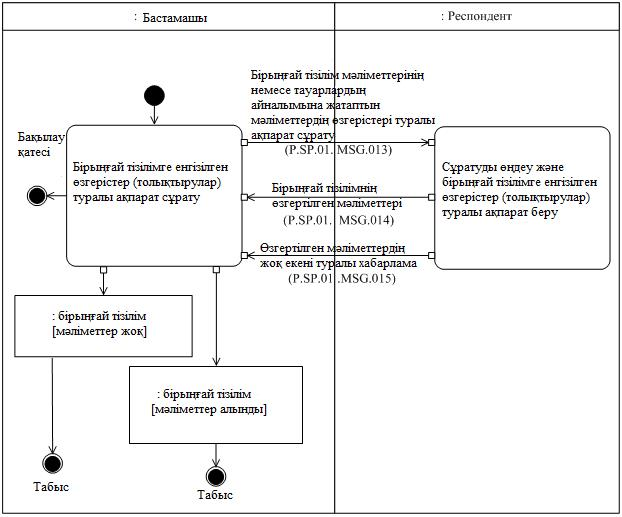 : Бастамашы
: Респондент
Бірыңғай тізілім мәліметтерінің
немесе тауарлардың
айналымына жатаптын
мәліметтердің өзгерістері туралы
ақпарат сұрату
(P.SP.01. MSG.013)
Бақылау
қатесі
Бірыңғай тізілімге енгізілген
өзгерістер (толықтырулар)
туралы ақпарат сұрату
Сұратуды өңдеу және
бірыңғай тізілімге енгізілген
өзгерістер (толықтырулар)
туралы ақпарат беру
Бірыңғай тізілімнің
өзгертілген мәліметтері
(P.SP.01. MSG.014)
Өзгертілген мәліметтердің
жоқ екені туралы хабарлама
(P.SP.01 .MSG.015)
: бірыңғай тізілім
[мәліметтер жоқ]
: бірыңғай тізілім
[мәліметтер алынды]
Табыс
Табыс